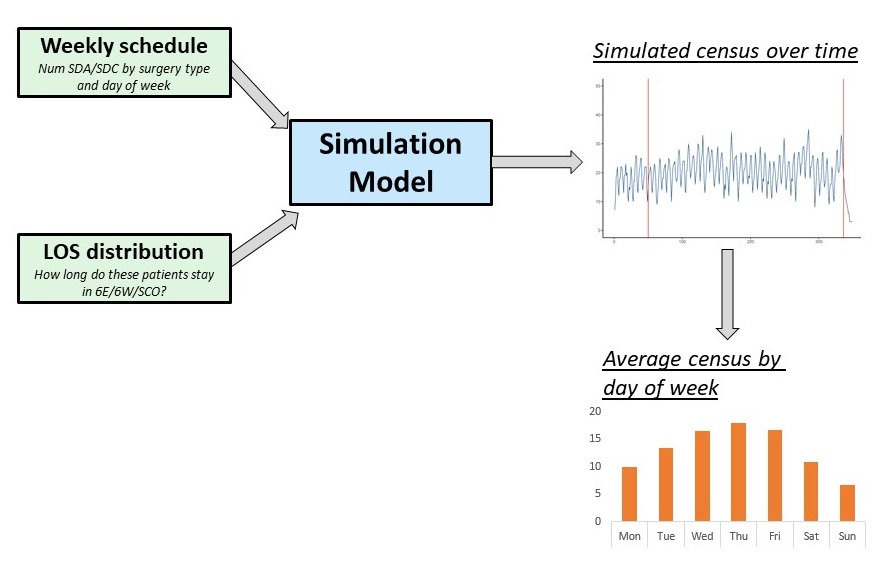 Weekly schedule
Num SDA/SDC by surgery type
and day of week
LOS distribution
How long do these patients stay
in 6E/6W/SCO?
Simulation
Model
Simulated census over time
50
40
30
20
10
0
0 100 200 300
Average census by
day of week
20
15
10
5
0
Mon Tue Wed Thu Fri Sat Sun